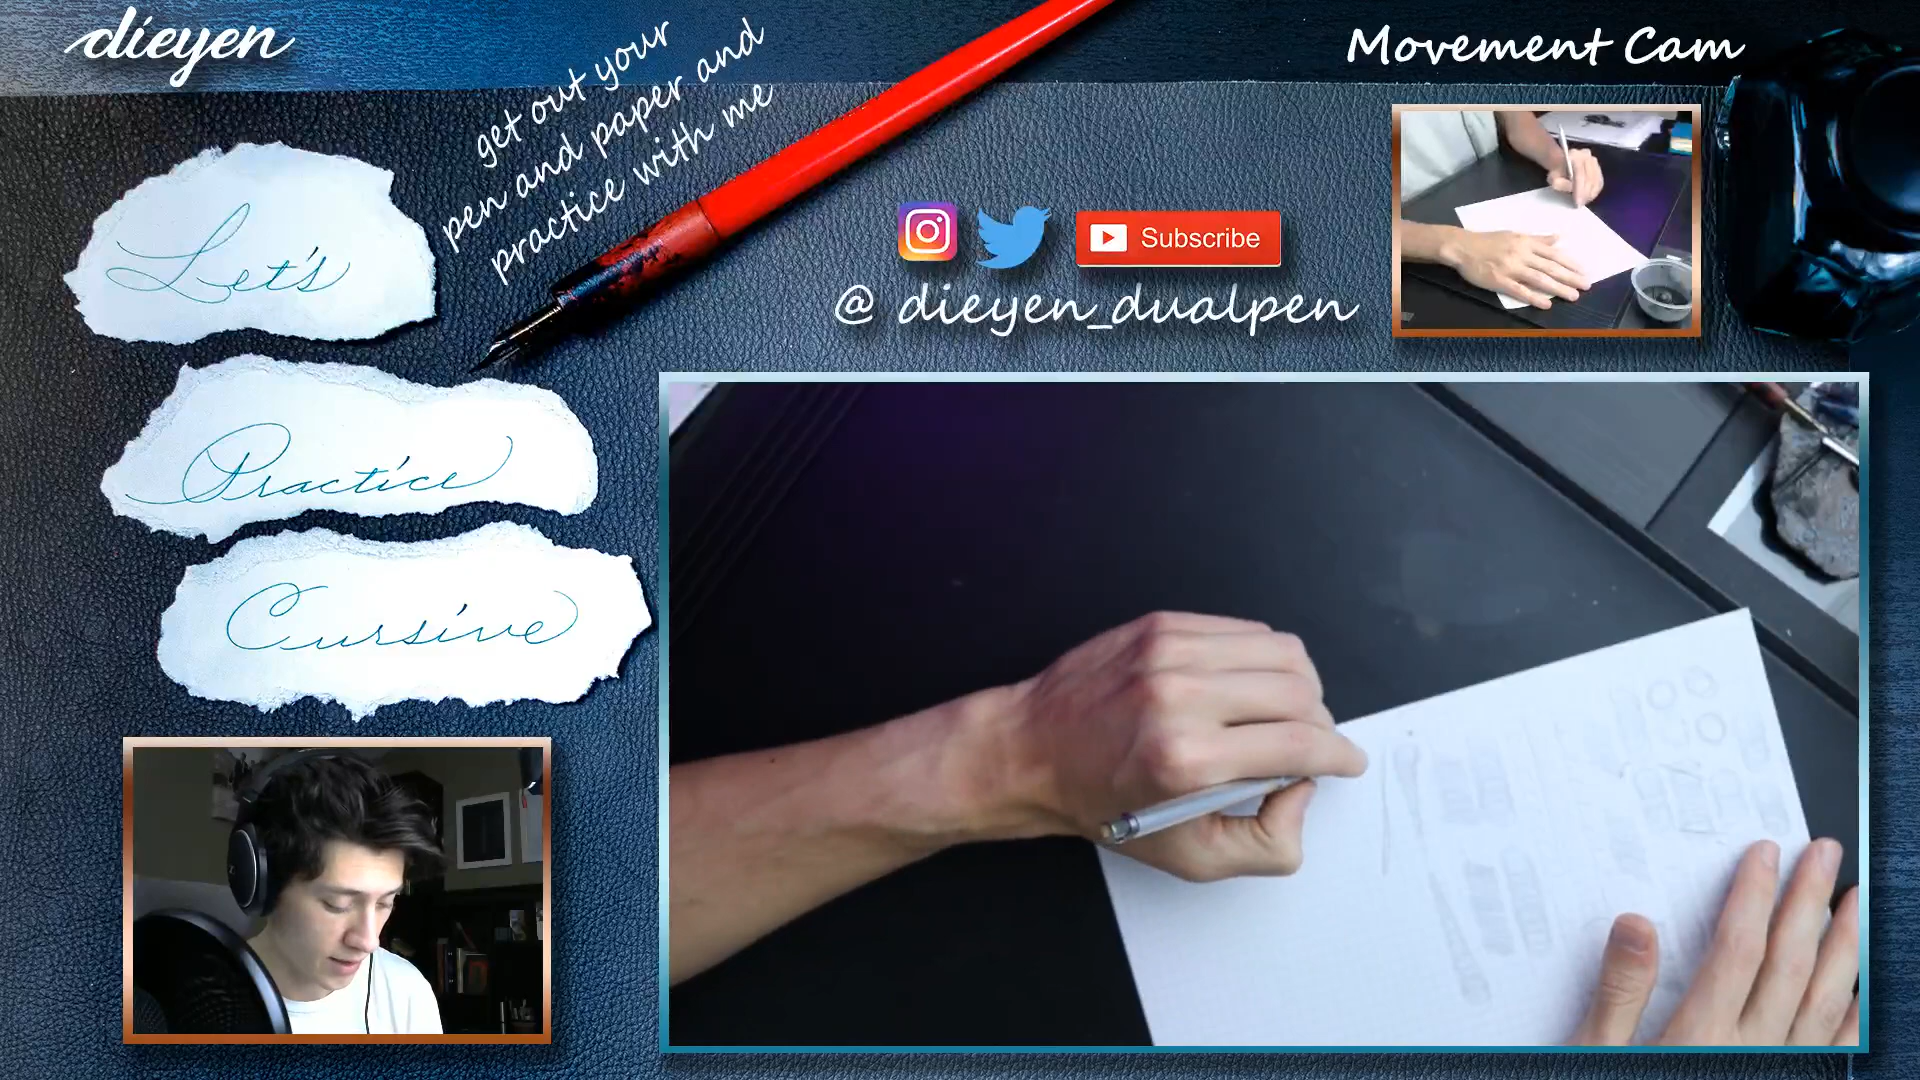 dieyen
get out your
pen and paper and
practice with me
Movement Cam
Let's
Practice
Cursive
Subscribe
@ dieyen_dualpen